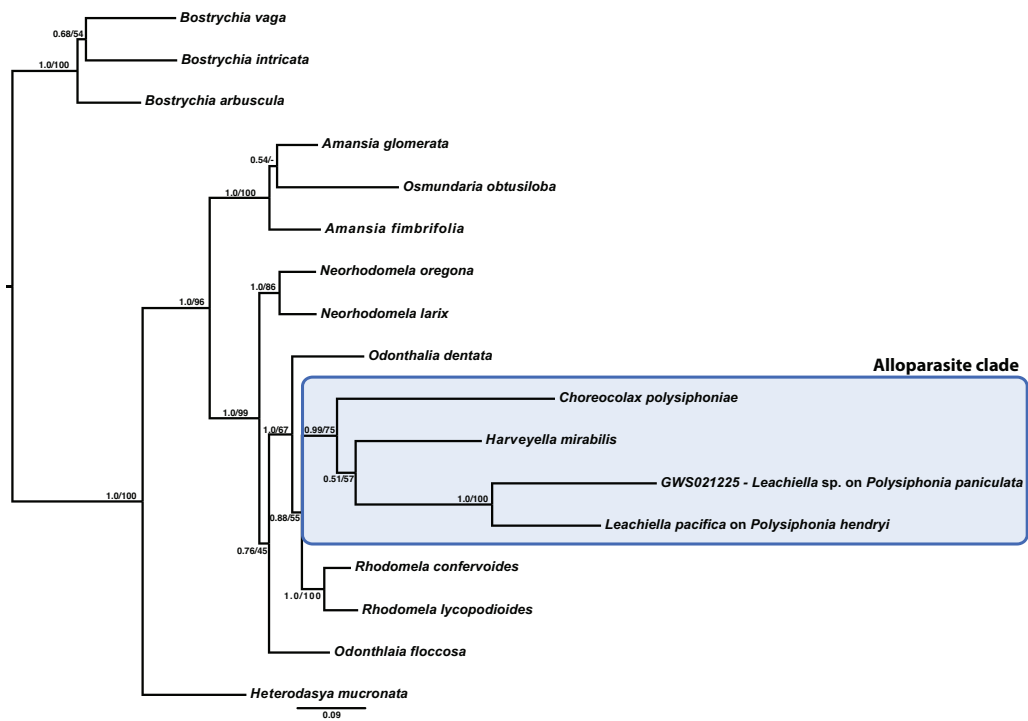 Bostrychia vaga
0.68/54
Bostrychia intricata
1.0/100
Bostrychia arbuscula
Amansia glomerata
0.54/-
Osmundaria obtusiloba
1.0/100
Amansia fimbrifolia
Neorhodomela oregona
1.0/86
1.0/96
Neorhodomela larix
Odonthalia dentata
Alloparasite clade
Choreocolax polysiphoniae
1.0/99
1.0/67
0.99/75
Harveyella mirabilis
0.51/57
GWS021225 - Leachiella sp. on Polysiphonia paniculata
1.0/100
1.0/100
0.88/55
Leachiella pacifica on Polysiphonia hendryi
0.76/45
Rhodomela confervoides
1.0/100
Rhodomela lycopodioides
Odonthlaia floccosa
Heterodasya mucronata
0.09